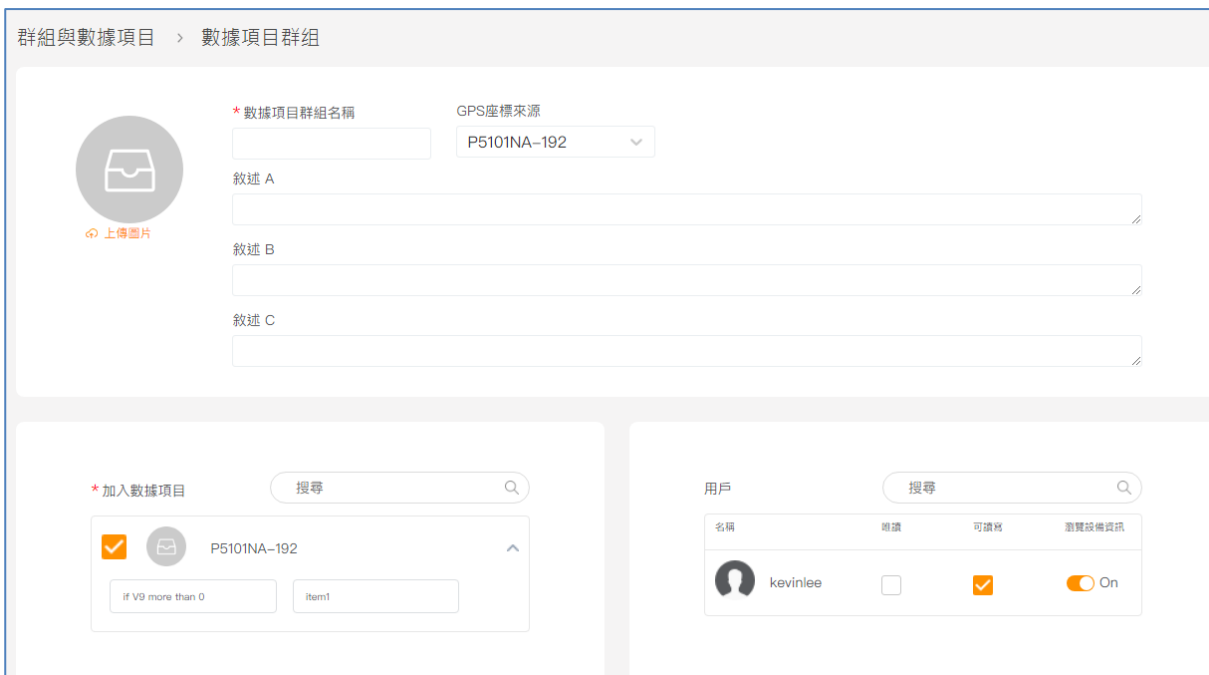 群組與數據項目 > 數據項目群组
* 數據項目群組名稱
GPS座標來源
P5101NA-192
上傳圖片
敘述 A
敘述 B
敘述 C
* 加入數據項目
搜尋
P5101NA-192
if V9 more than 0
item1
用戶
搜尋
名稱 唯讀 可讀寫 瀏覽設備資訊
kevinlee On